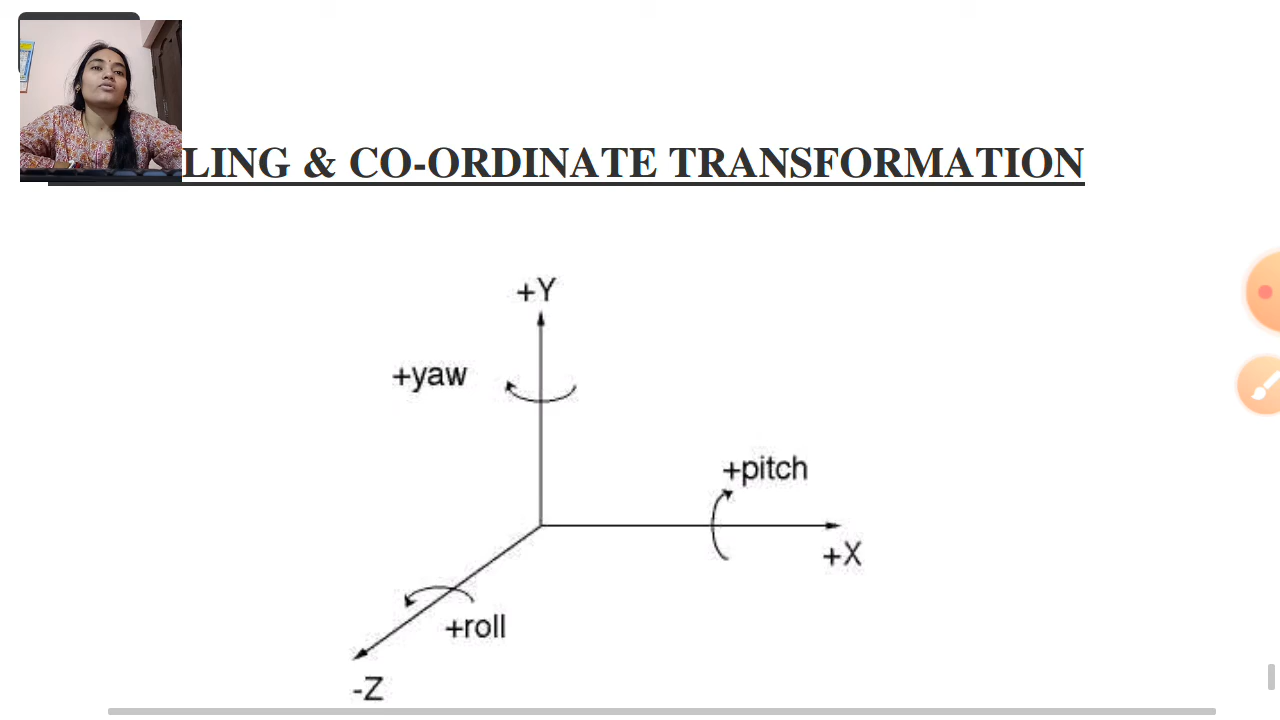 LING & CO-ORDINATE TRANSFORMATION
+Y
+yaw
+pitch
+X
+roll
-Z